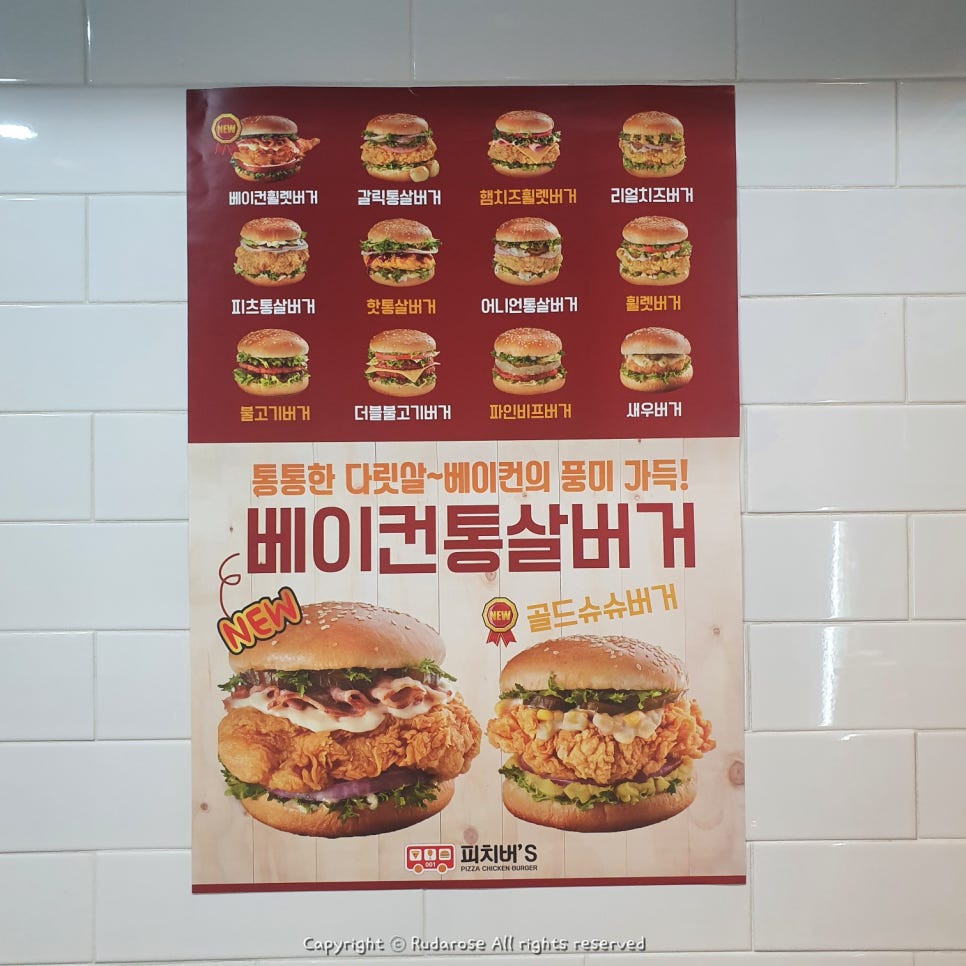 NEW
베이컨휠렛버거 갈릭통살버거 햄치즈휠렛버거 리얼치즈버거
피츠통살버거 핫통살버거 어니언통살버거 휠렛버거
불고기버거 더블불고기버거 파인비프버거 새우버거
통통한 다릿살~베이컨의 풍미 가득!
베이컨통살버거
NEW
NEW 골드슈슈버거
001 피치버'S
PIZZA CHICKEN BURGER
Copyright ⓒ Rudarose All rights reserved